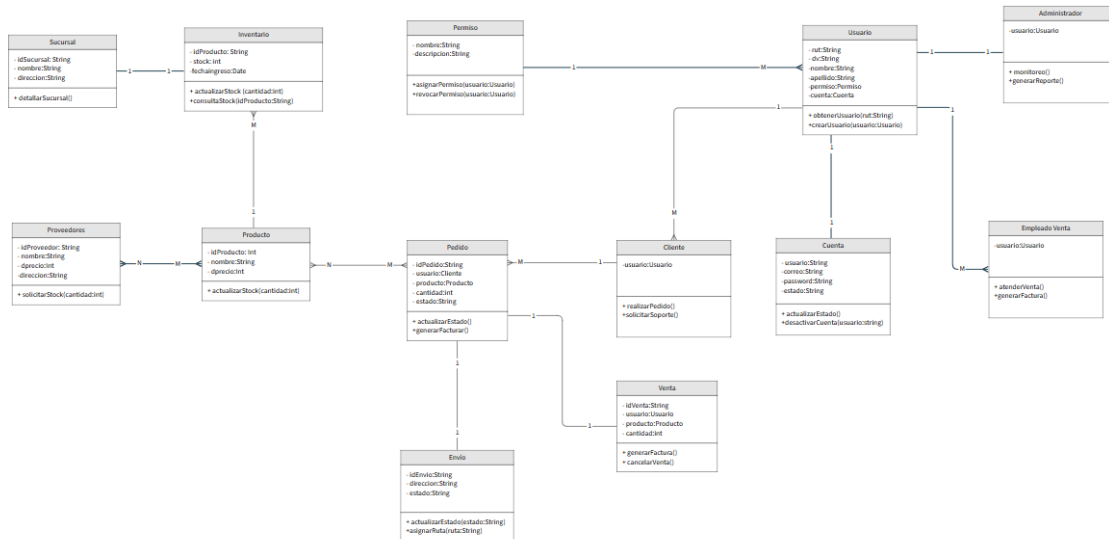 Sucursal
- idSucursal: String
- nombre:String
- direccion:String
+ detallarSucursal()
1
1
Inventario
- idProducto: String
- stock: int
-fechaingreso:Date
+ actualizarStock (cantidad:int)
+consultaStock(idProducto:String)
M
1
Permiso
- nombre:String
-descripcion:String
+asignarPermiso(usuario:Usuario)
+revocarPermiso(usuario:Usuario)
1
M
Usuario
- rut:String
- dv:String
-nombre:String
-apellido:String
-permiso:Permiso
-cuenta:Cuenta
+ obtenerUsuario(rut:String)
+crearUsuario(usuario:Usuario)
1
1
Administrador
-usuario:Usuario
+ monitoreo()
+generarReporte()
1
M
1
1
1
M
Proveedores
- idProveedor: String
- nombre:String
- dprecio:int
-direccion:String
+ solicitarStock(cantidad:int)
N
M
Producto
- idProducto: int
- nombre:String
- dprecio:int
+ actualizarStock(cantidad:int)
N
M
Pedido
- idPedido:String
- usuario:Cliente
- producto:Producto
- cantidad:int
- estado:String
+ actualizarEstado()
+generarFacturar()
M
1
Cliente
-usuario:Usuario
+ realizarPedido()
+solicitarSoporte()
Cuenta
- usuario:String
-correo:String
-password:String
-estado:String
+ actualizarEstado()
+desactivarCuenta(usuario:string)
Empleado Venta
-usuario:Usuario
+ atenderVenta()
+generarFactura()
1
1
1
1
Venta
- idVenta:String
- usuario:Usuario
- producto:Producto
- cantidad:int
+ generarFactura()
+ cancelarVenta()
Envío
- idEnvio:String
- direccion:String
- estado:String
+ actualizarEstado(estado:String)
+asignarRuta(ruta:String)